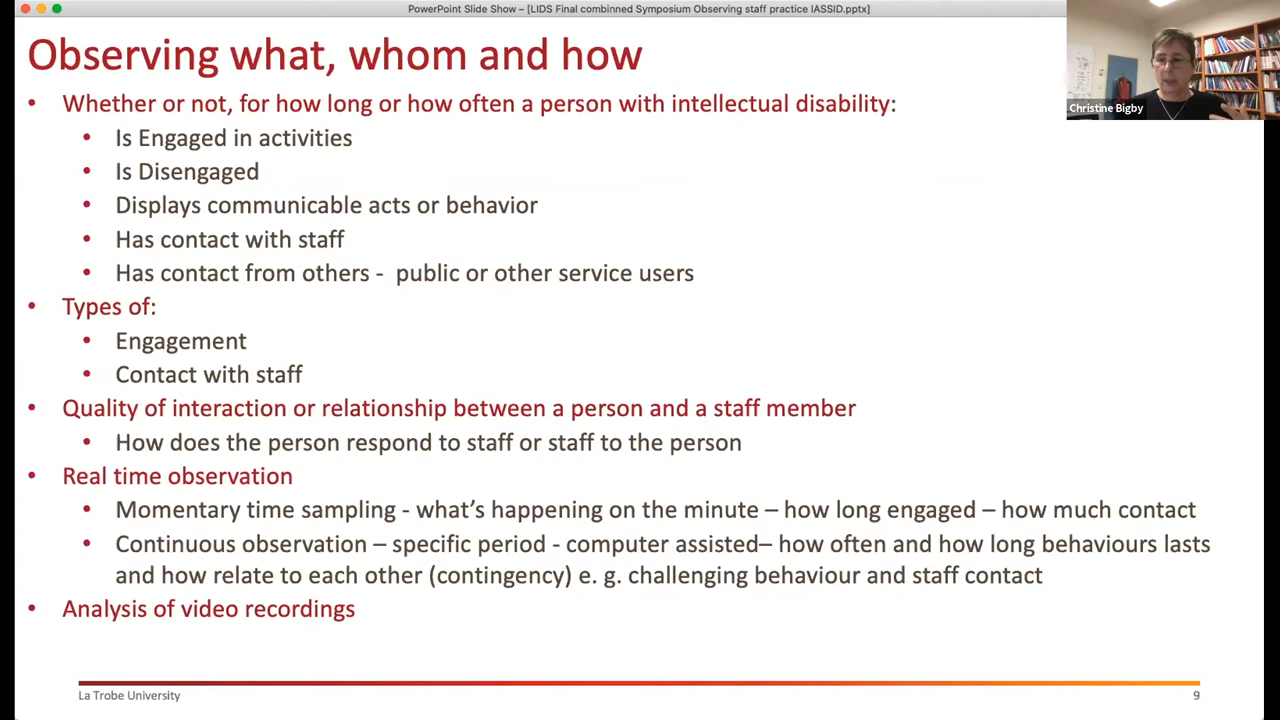 PowerPoint Slide Show – [LIDS Final combinned Symposium Observing staff practice IASSID.pptx]
Observing what, whom and how
Christine Bigby
• Whether or not, for how long or how often a person with intellectual disability:
• Is Engaged in activities
• Is Disengaged
• Displays communicable acts or behavior
• Has contact with staff
• Has contact from others - public or other service users
• Types of:
• Engagement
• Contact with staff
• Quality of interaction or relationship between a person and a staff member
• How does the person respond to staff or staff to the person
• Real time observation
• Momentary time sampling - what’s happening on the minute – how long engaged – how much contact
• Continuous observation – specific period - computer assisted– how often and how long behaviours lasts
and how relate to each other (contingency) e. g. challenging behaviour and staff contact
• Analysis of video recordings
La Trobe University
9